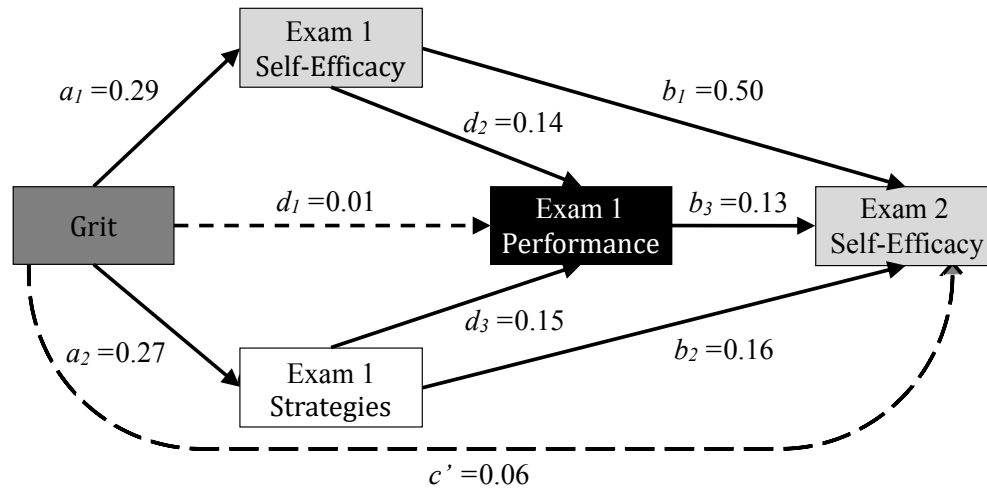 Exam 1
Self-Efficacy
a1 =0.29
b1 =0.50
d2 =0.14
Grit
d1 =0.01
Exam 1
Performance
b3 =0.13
Exam 2
Self-Efficacy
a2 =0.27
d3 =0.15
b2 =0.16
Exam 1
Strategies
c’ =0.06